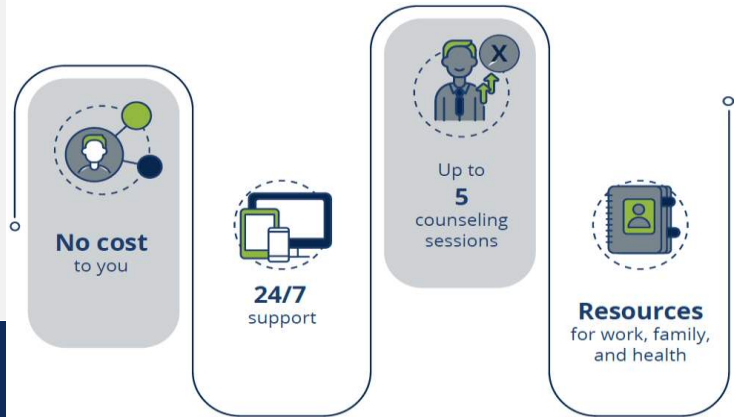 No cost
to you
24/7
support
X
Up to
5
counseling
sessions
Resources
for work, family,
and health